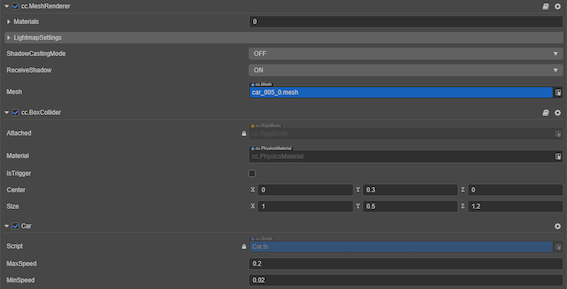 cc.MeshRenderer
Materials 0
LightmapSettings
ShadowCastingMode OFF
ReceiveShadow ON
cc.Mesh
Mesh car_005_0.mesh
cc.BoxCollider
cc.RigidBody
Attached cc.RigidBody
cc.PhysicsMaterial
Material cc.PhysicsMaterial
IsTrigger
Center X 0 Y 0.3 Z 0
Size X 1 Y 0.5 Z 1.2
Car
cc.Script
Script Car.ts
MaxSpeed 0.2
MinSpeed 0.02